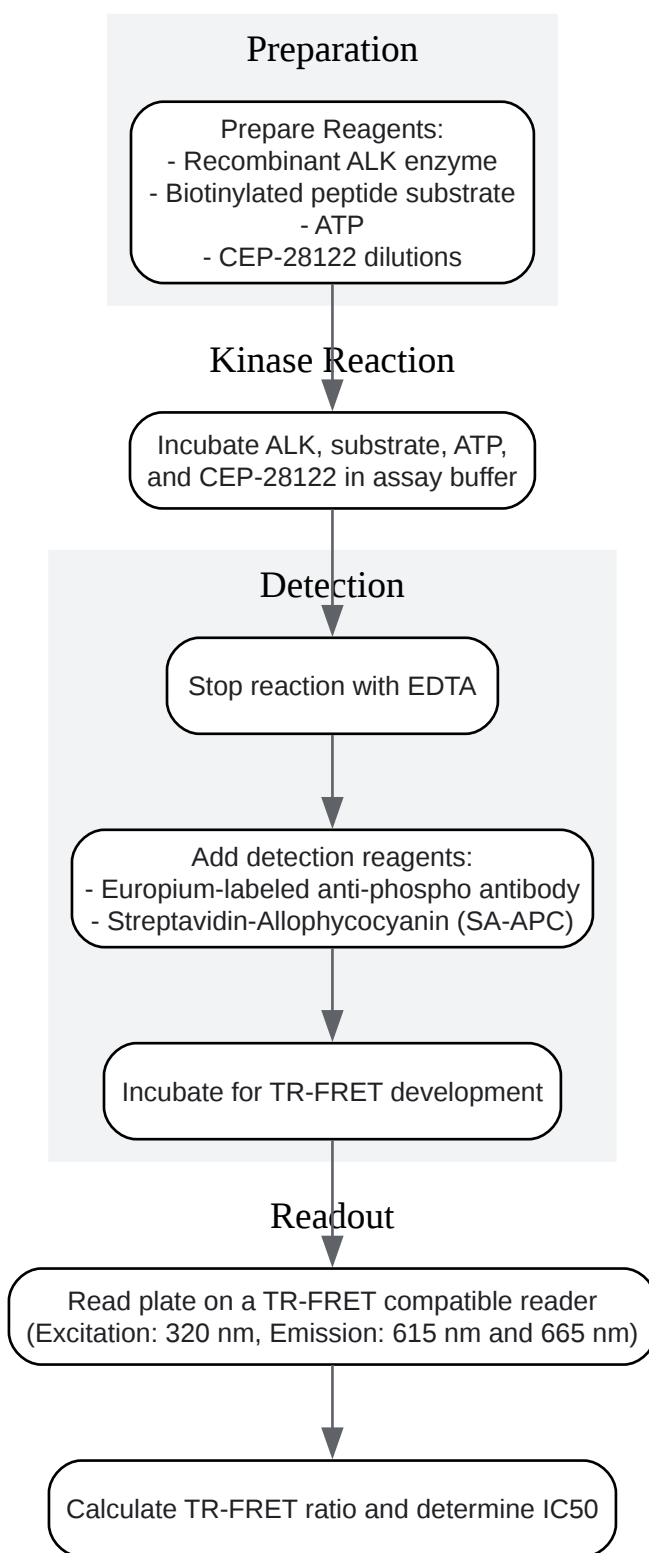 Preparation
Prepare Reagents:
- Recombinant ALK enzyme
- Biotinylated peptide substrate
- ATP
- CEP-28122 dilutions
Kinase Reaction
Incubate ALK, substrate, ATP,
and CEP-28122 in assay buffer
Detection
Stop reaction with EDTA
Add detection reagents:
- Europium-labeled anti-phospho antibody
- Streptavidin-Allophycocyanin (SA-APC)
Incubate for TR-FRET development
Readout
Read plate on a TR-FRET compatible reader
(Excitation: 320 nm, Emission: 615 nm and 665 nm)
Calculate TR-FRET ratio and determine IC50